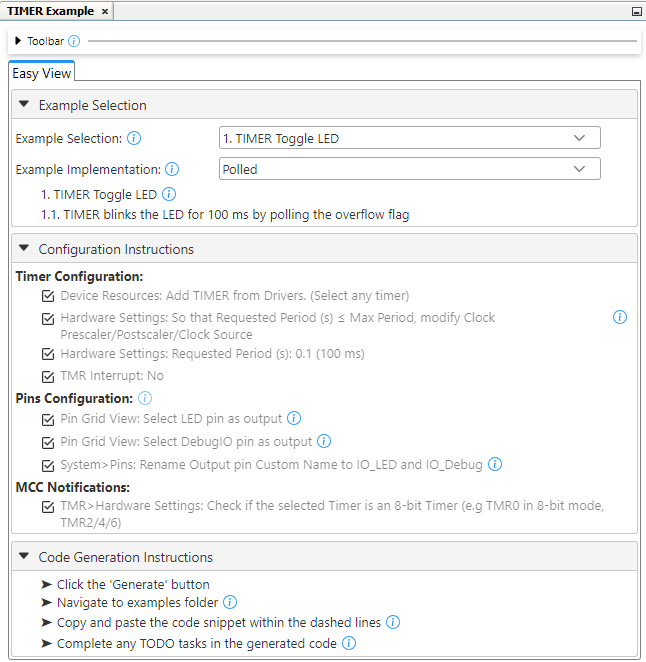 TIMER Example ×
Toolbar
Easy View
Example Selection
Example Selection: 1. TIMER Toggle LED
Example Implementation: Polled
1. TIMER Toggle LED
1.1. TIMER blinks the LED for 100 ms by polling the overflow flag
Configuration Instructions
Timer Configuration:
Device Resources: Add TIMER from Drivers. (Select any timer)
Hardware Settings: So that Requested Period (s) ≤ Max Period, modify Clock
Prescaler/Postscaler/Clock Source
Hardware Settings: Requested Period (s): 0.1 (100 ms)
TMR Interrupt: No
Pins Configuration:
Pin Grid View: Select LED pin as output
Pin Grid View: Select DebugIO pin as output
System>Pins: Rename Output pin Custom Name to IO_LED and IO_Debug
MCC Notifications:
TMR>Hardware Settings: Check if the selected Timer is an 8-bit Timer (e.g TMR0 in 8-bit mode,
TMR2/4/6)
Code Generation Instructions
➤ Click the 'Generate' button
➤ Navigate to examples folder
➤ Copy and paste the code snippet within the dashed lines
➤ Complete any TODO tasks in the generated code